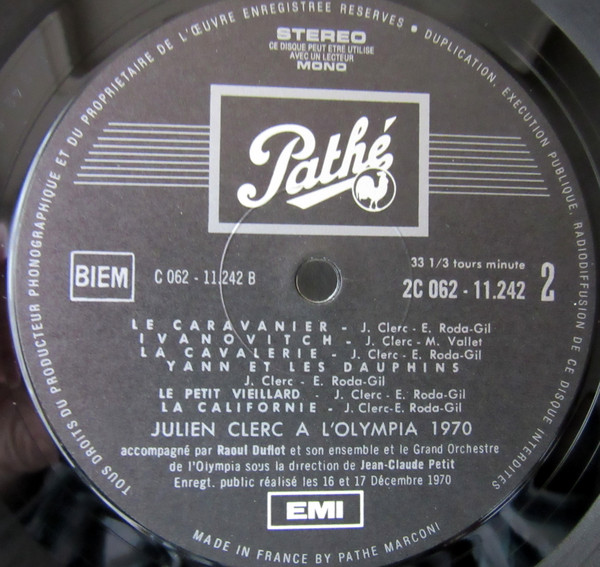 TOUS DROITS DU PRODUCTEUR PHONOGRAPHIQUE ET DU PROPRIETAIRE DE L'ŒUVRE ENREGISTREE RESERVES • DUPLICATION, EXECUTION PUBLIQUE, RADIODIFFUSION DE CE DISQUE INTERDITES
STEREO
CE DISQUE PEUT ETRE UTILISE
AVEC UN LECTEUR
MONO
Pathé
BIEM
C 062 - 11.242 B
33 1/3 tours minute
2C 062 - 11.242 2
LE CARAVANIER - J. Clerc - E. Roda-Gil
IVANOVITCH - J. Clerc - M. Vallet
LA CAVALERIE - J. Clerc - E. Roda-Gil
YANN ET LES DAUPHINS
J. Clerc - E. Roda-Gil
LE PETIT VIEILLARD - J. Clerc - E. Roda-Gil
LA CALIFORNIE - J. Clerc-E. Roda-Gil
JULIEN CLERC A L'OLYMPIA 1970
accompagné par Raoul Duflot et son ensemble et le Grand Orchestre
de l'Olympia sous la direction de Jean-Claude Petit
Enregt. public réalisé les 16 et 17 Décembre 1970
EMI
MADE IN FRANCE BY PATHE MARCONI